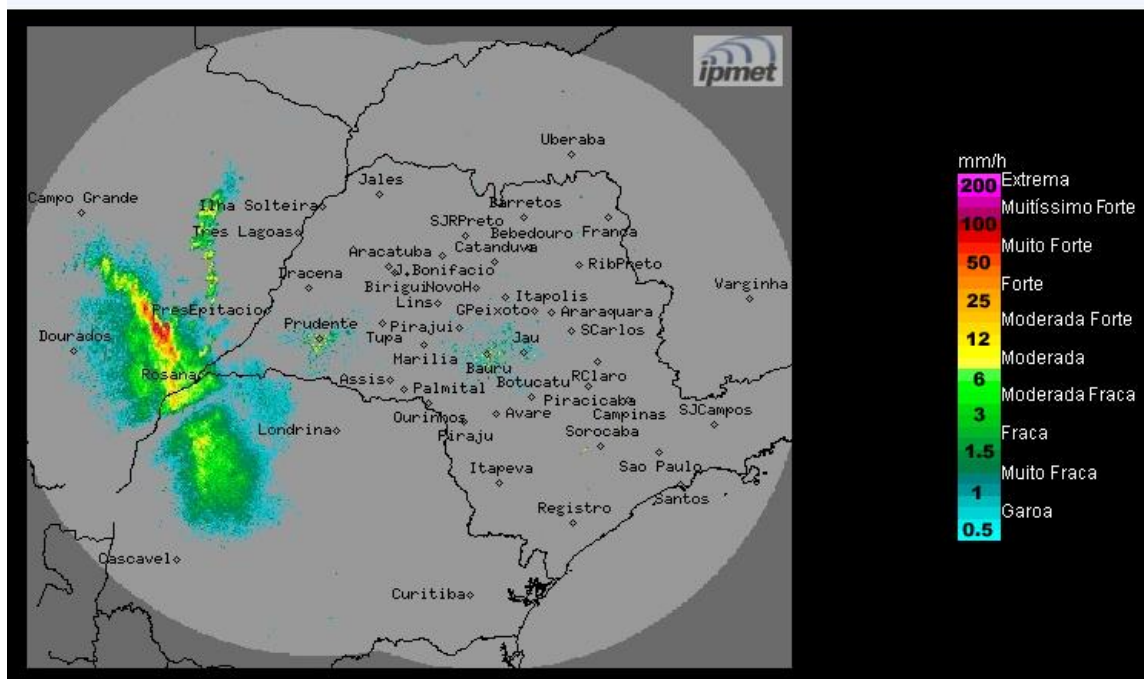 ipmet
Uberaba
Campo Grande
Jales
Ilha Solteira
Barretos
Tres Lagoas
SJRPreto
Bebedouro
Franca
Aracatuba
Catanduva
Dracena
J.Bonifacio
RibPreto
Birigui
NovoH
Varginha
Lins
Itapolis
PresEpitacio
GPeixoto
Araraquara
Dourados
Prudente
Pirajui
SCarlos
Tupa
Jau
Marilia
Bauru
Rosana
Assis
Palmital
Botucatu
RClaro
Piracicaba
Ourinhos
Avare
Campinas
SJCampos
Londrina
Piraju
Sorocaba
Itapeva
Sao Paulo
Santos
Registro
Cascavel
Curitiba
mm/h
200 Extrema
Muitíssimo Forte
100
Muito Forte
50
Forte
25
Moderada Forte
12
Moderada
6
Moderada Fraca
3
Fraca
1.5
Muito Fraca
1
Garoa
0.5